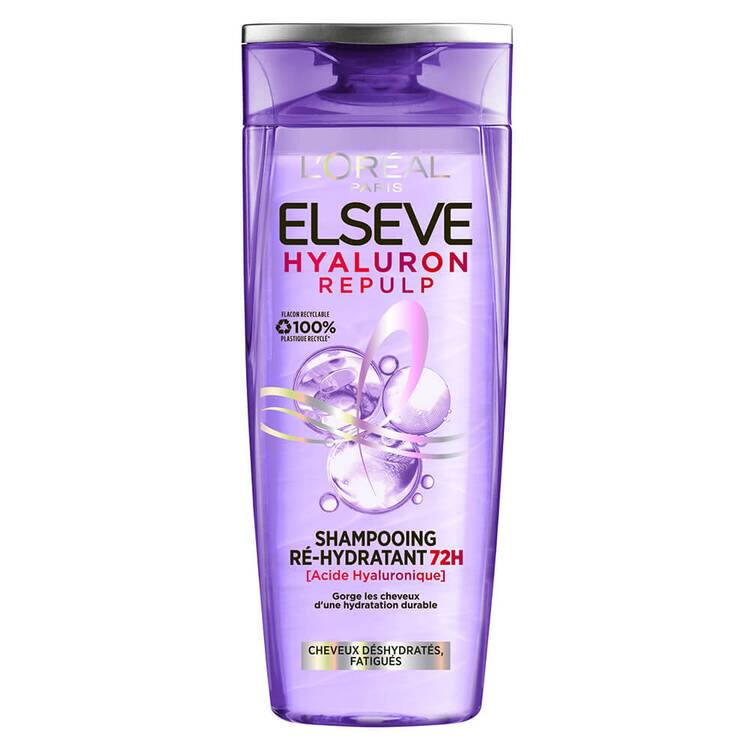 L'ORÉAL
PARIS
ELSEVE
HYALURON
REPULP
FLACON RECYCLABLE
100%
PLASTIQUE RECYCLÉ*
SHAMPOOING
RÉ-HYDRATANT 72H
[Acide Hyaluronique]
Gorge les cheveux
d'une hydratation durable
CHEVEUX DÉSHYDRATÉS,
FATIGUÉS